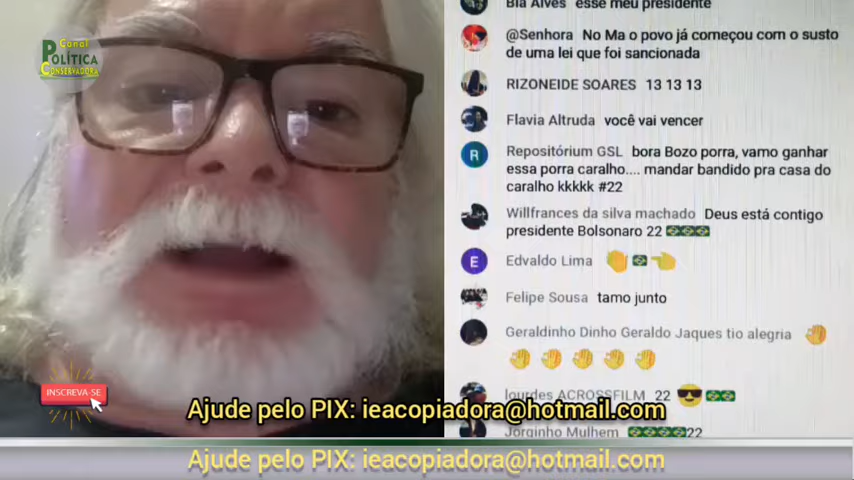 Canal
POLÍTICA
CONSERVADORA
INSCREVA-SE
Bia Alves esse meu presidente
@Senhora No Ma o povo já começou com o susto
de uma lei que foi sancionada
RIZONEIDE SOARES 13 13 13
Flavia Altruda você vai vencer
R
Repositórium GSL bora Bozo porra, vamo ganhar
essa porra caralho.... mandar bandido pra casa do
caralho kkkkk #22
Willfrances da silva machado Deus está contigo
presidente Bolsonaro 22 🇧🇷🇧🇷🇧🇷
E
Edvaldo Lima 👏🇧🇷👈
Felipe Sousa tamo junto
Geraldinho Dinho Geraldo Jaques tio alegria 👏
👏👏👏👏👏
lourdes ACROSSFILM 22 😎🇧🇷🇧🇷
Jorginho Mulhem 🇧🇷🇧🇷🇧🇷🇧🇷22
Ajude pelo PIX: ieacopiadora@hotmail.com
Ajude pelo PIX: ieacopiadora@hotmail.com